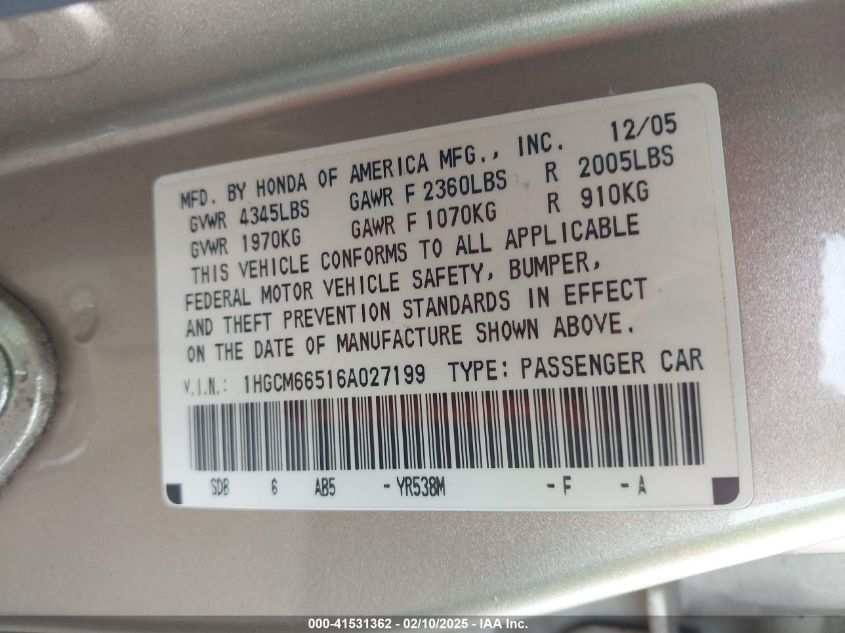 MFD. BY HONDA OF AMERICA MFG., INC. 12/05
GVWR 4345LBS GAWR F 2360LBS R 2005LBS
GVWR 1970KG GAWR F 1070KG R 910KG
THIS VEHICLE CONFORMS TO ALL APPLICABLE
FEDERAL MOTOR VEHICLE SAFETY, BUMPER,
AND THEFT PREVENTION STANDARDS IN EFFECT
ON THE DATE OF MANUFACTURE SHOWN ABOVE.
V.I.N.: 1HGCM66516A027199 TYPE: PASSENGER CAR
SDB 6 AB5 - YR538M - F - A
000-41531362 - 02/10/2025 - IAA Inc.